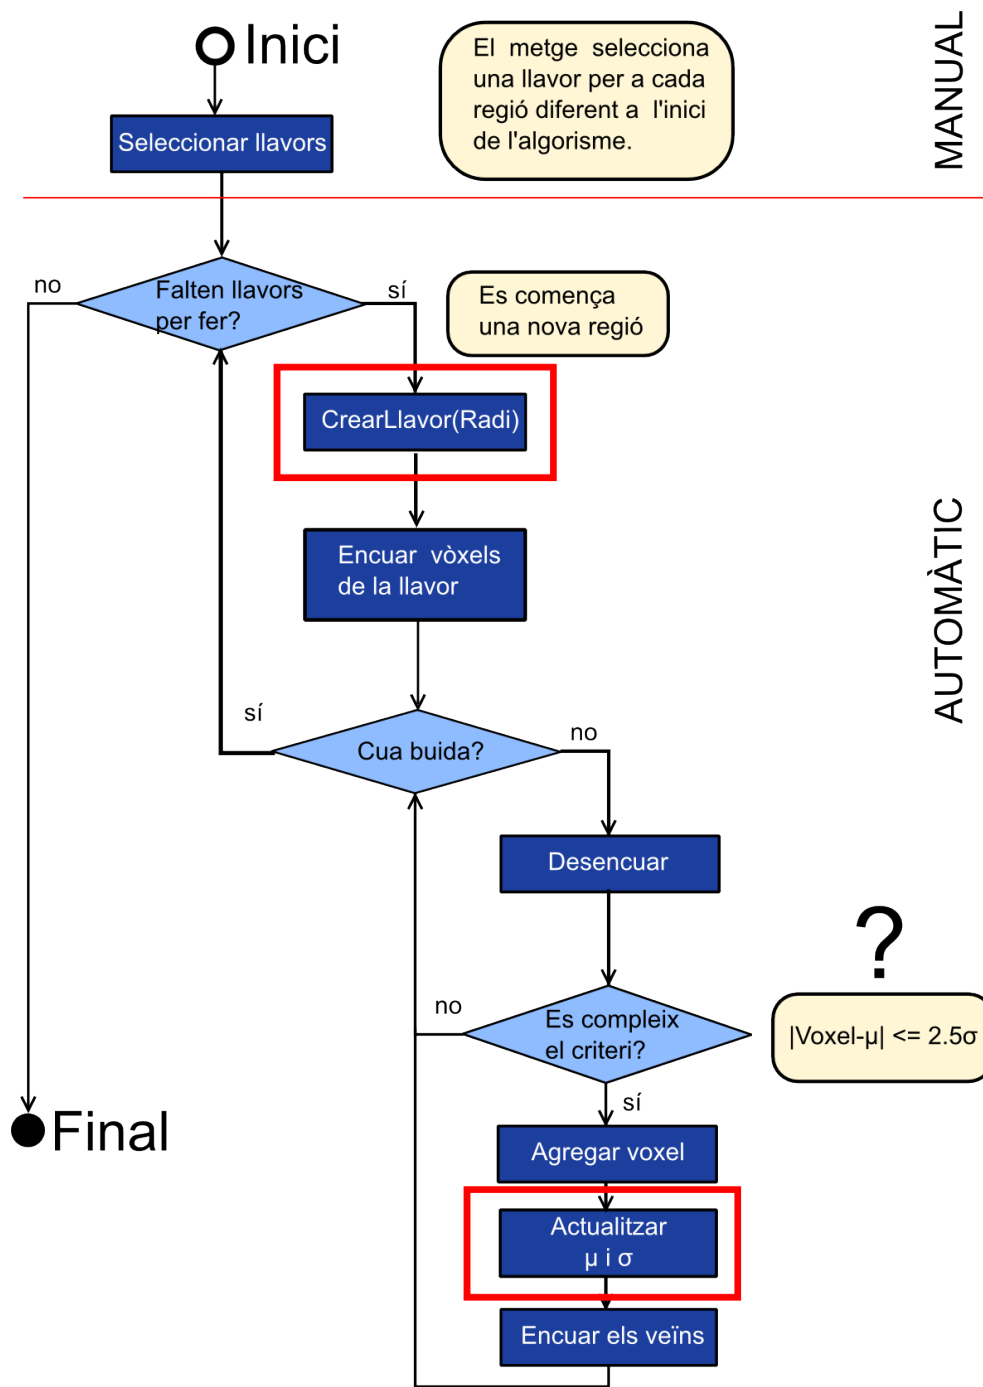 Inici
El metge selecciona
una llavor per a cada
regió diferent a l'inici
de l'algorisme.
MANUAL
Seleccionar llavors
no
Falten llavors
per fer?
sí
Es comença
una nova regió
CrearLlavor(Radi)
Encuar vòxels
de la llavor
AUTOMÀTIC
sí
Cua buida?
no
Desencuar
?
no
Es compleix
el criteri?
|Voxel-μ| <= 2.5σ
sí
Final
Agregar voxel
Actualitzar
μ i σ
Encuar els veïns